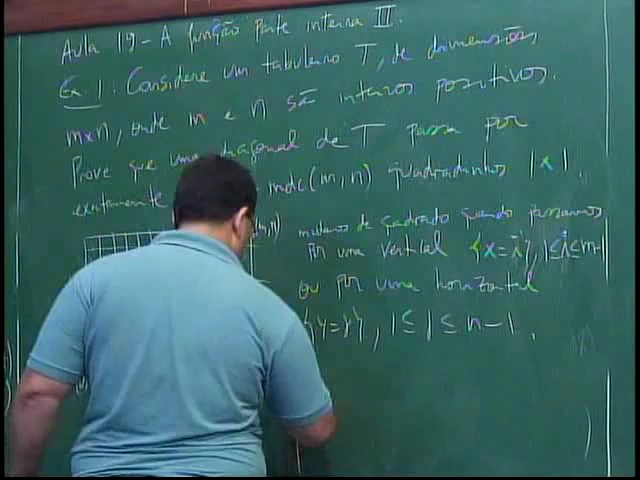 Aula 19 - A função parte inteira III.
Ex. 1: Considere um tabuleiro T, de dimensões
m×n, onde m e n são inteiros positivos.
Prove que uma diagonal de T passa por
exatamente mdc(m, n) quadradinhos 1×1.
mudamos de quadrado quando passamos
por uma vertical {x=i}, 1≤i≤m-1
ou por uma horizontal
{y=j}, 1≤j≤n-1.